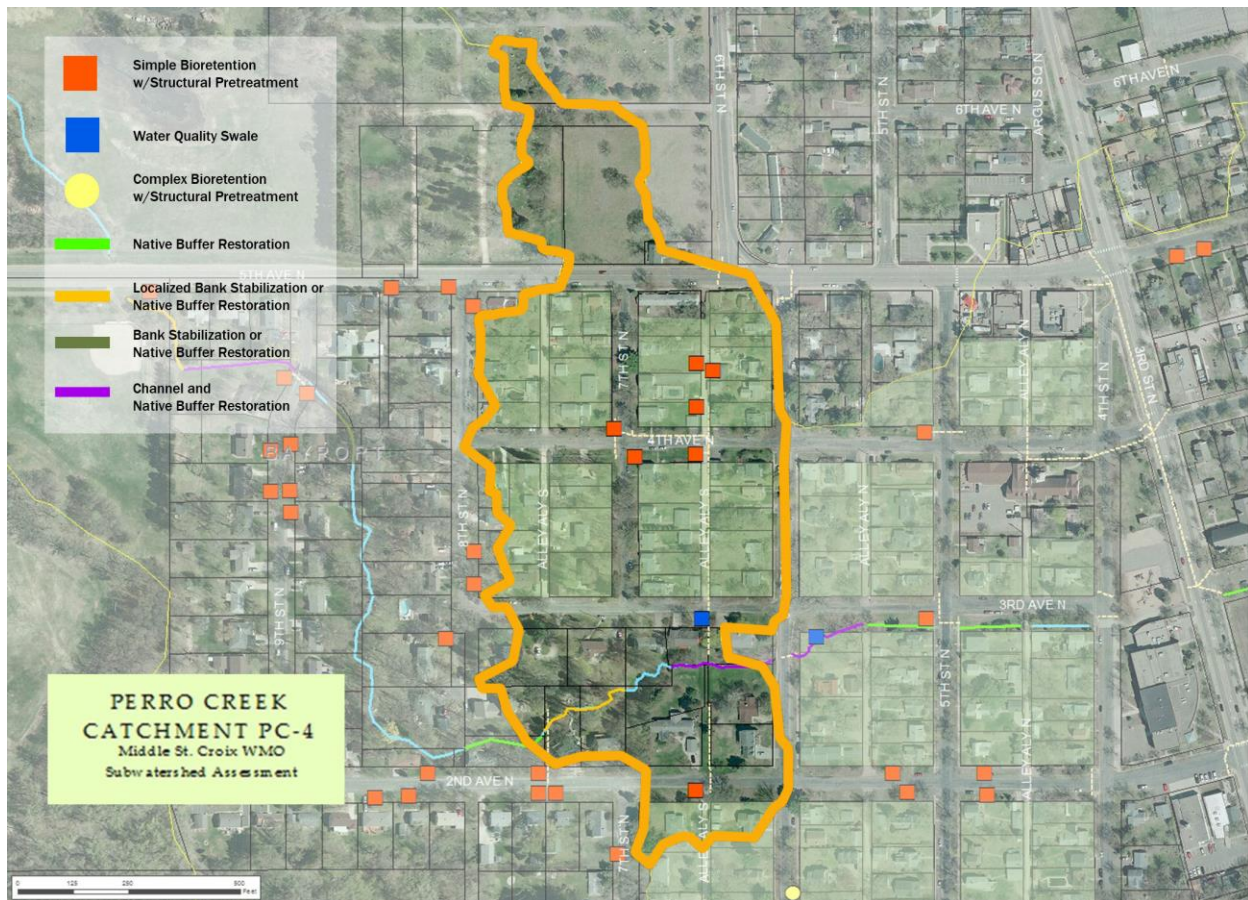 Simple Bioretention
w/Structural Pretreatment
Water Quality Swale
Complex Bioretention
w/Structural Pretreatment
Native Buffer Restoration
Localized Bank Stabilization or
Native Buffer Restoration
Bank Stabilization or
Native Buffer Restoration
Channel and
Native Buffer Restoration
6TH ST N
5TH ST N
ARGUS SQ N
6TH AVE N
6TH AVE N
5TH AVE N
7TH ST N
ALLEY N
4TH ST N
3RD ST N
4TH AVE N
BAYPORT
8TH ST N
ALLEY ALY S
ALLEY ALY S
ALLEY N
9TH ST N
3RD AVE N
5TH ST N
ALLEY ALY N
2ND AVE N
7TH ST N
ALLEY ALY S
PERRO CREEK
CATCHMENT PC-4
Middle St. Croix WMO
Subwatershed Assessment
0 125 250 500
Feet